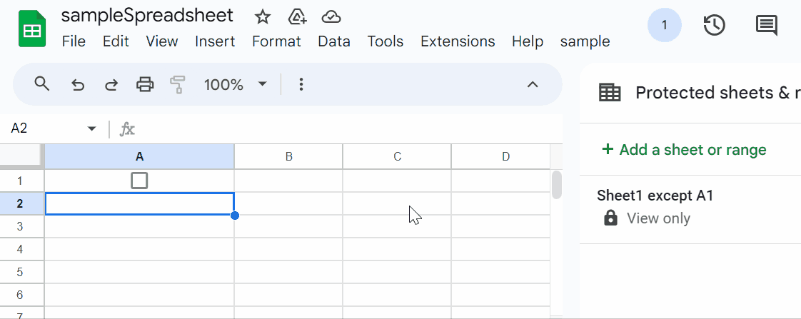 sampleSpreadsheet
File Edit View Insert Format Data Tools Extensions Help sample
1
100%
A2 fx
Protected sheets & r
+ Add a sheet or range
Sheet1 except A1
View only
A B C D
1
2
3
4
5
6
7